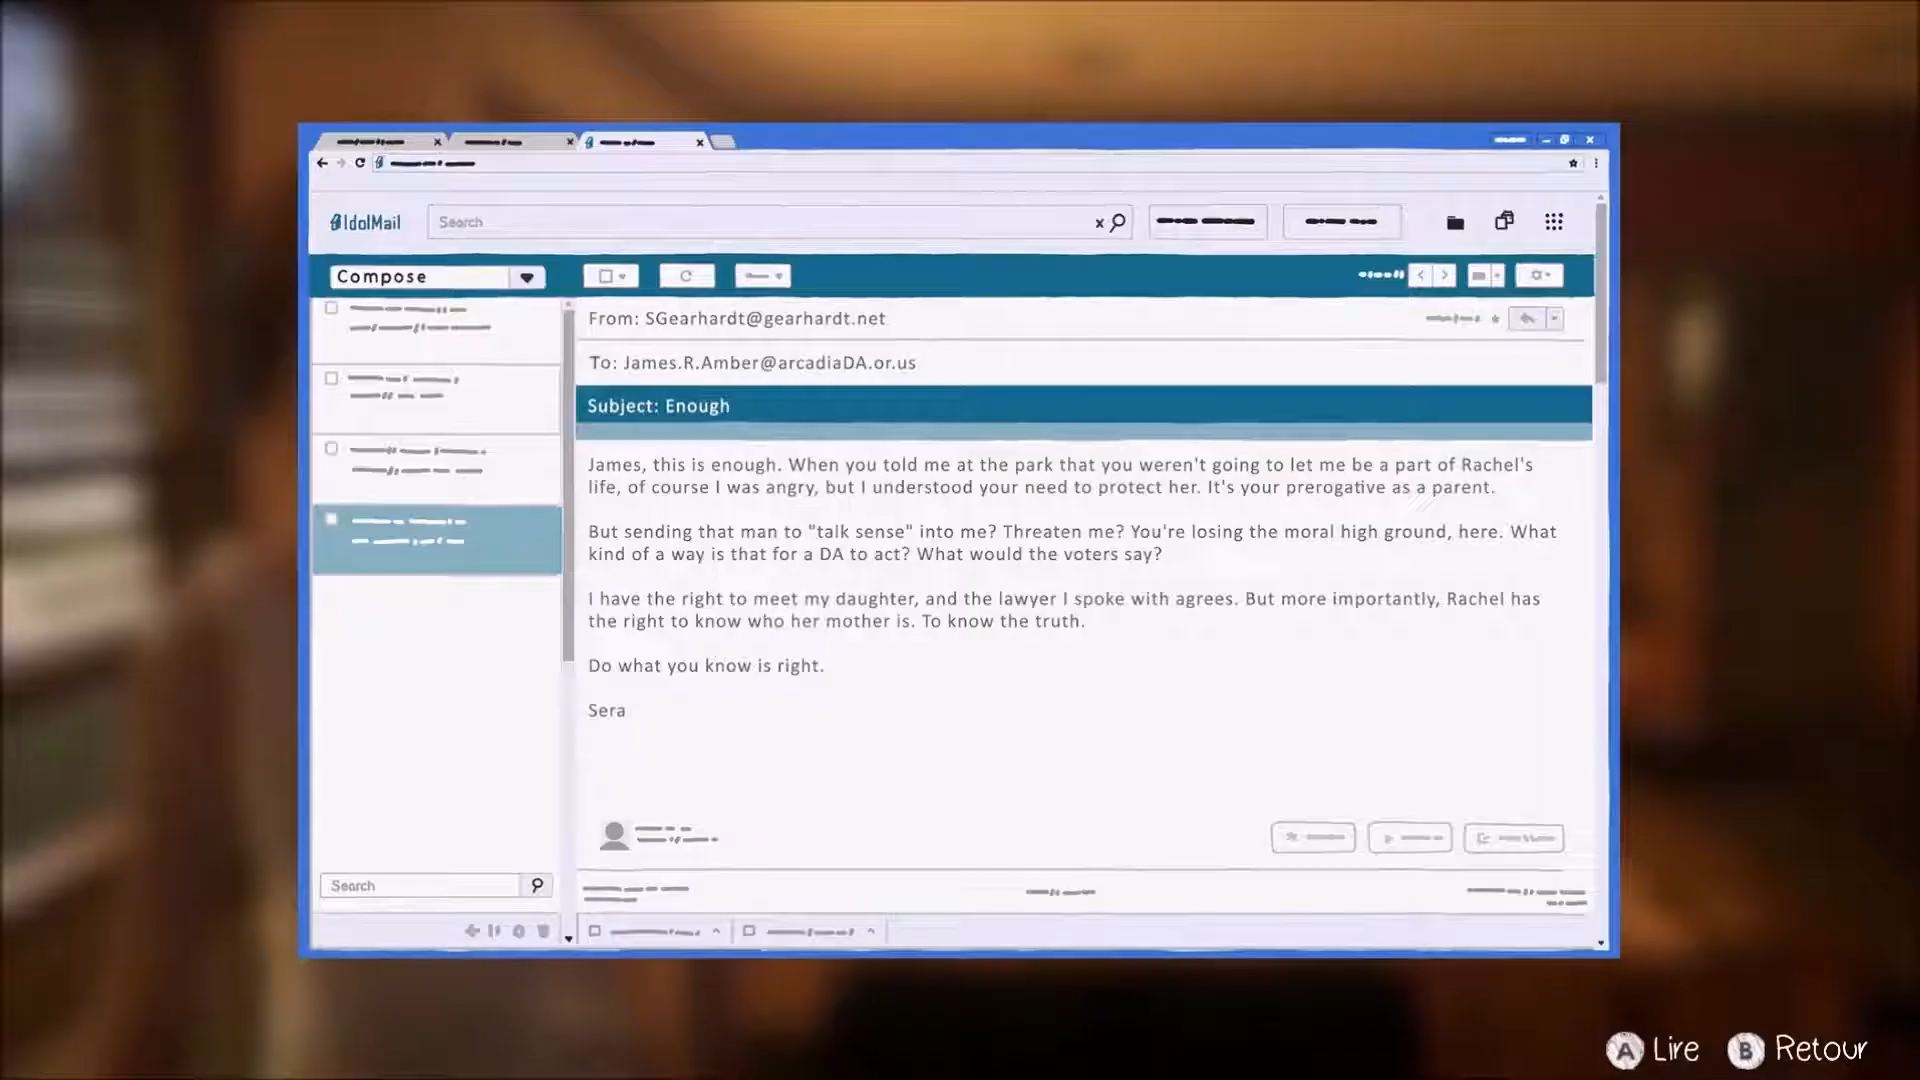 IdolMail
Search
Compose
From: SGearhardt@gearhardt.net
To: James.R.Amber@arcadiaDA.or.us
Subject: Enough
James, this is enough. When you told me at the park that you weren't going to let me be a part of Rachel's
life, of course I was angry, but I understood your need to protect her. It's your prerogative as a parent.
But sending that man to "talk sense" into me? Threaten me? You're losing the moral high ground, here. What
kind of a way is that for a DA to act? What would the voters say?
I have the right to meet my daughter, and the lawyer I spoke with agrees. But more importantly, Rachel has
the right to know who her mother is. To know the truth.
Do what you know is right.
Sera
Search
A Lire B Retour